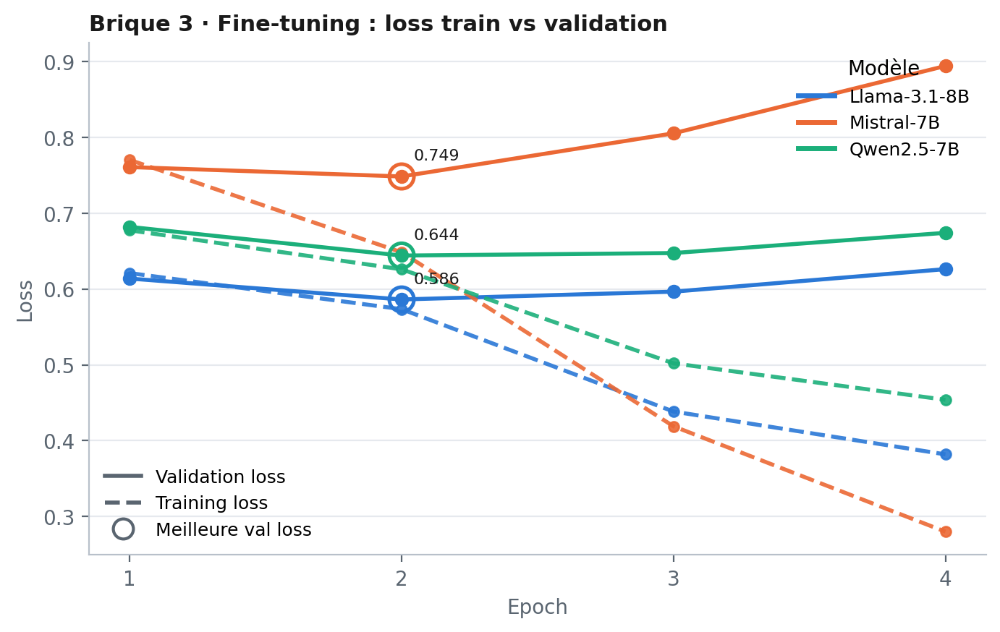 Brique 3 · Fine-tuning : loss train vs validation
Loss
0.9
0.8
0.7
0.6
0.5
0.4
0.3
Modèle
Llama-3.1-8B
Mistral-7B
Qwen2.5-7B
0.749
0.644
0.586
Validation loss
Training loss
Meilleure val loss
1
2
3
4
Epoch